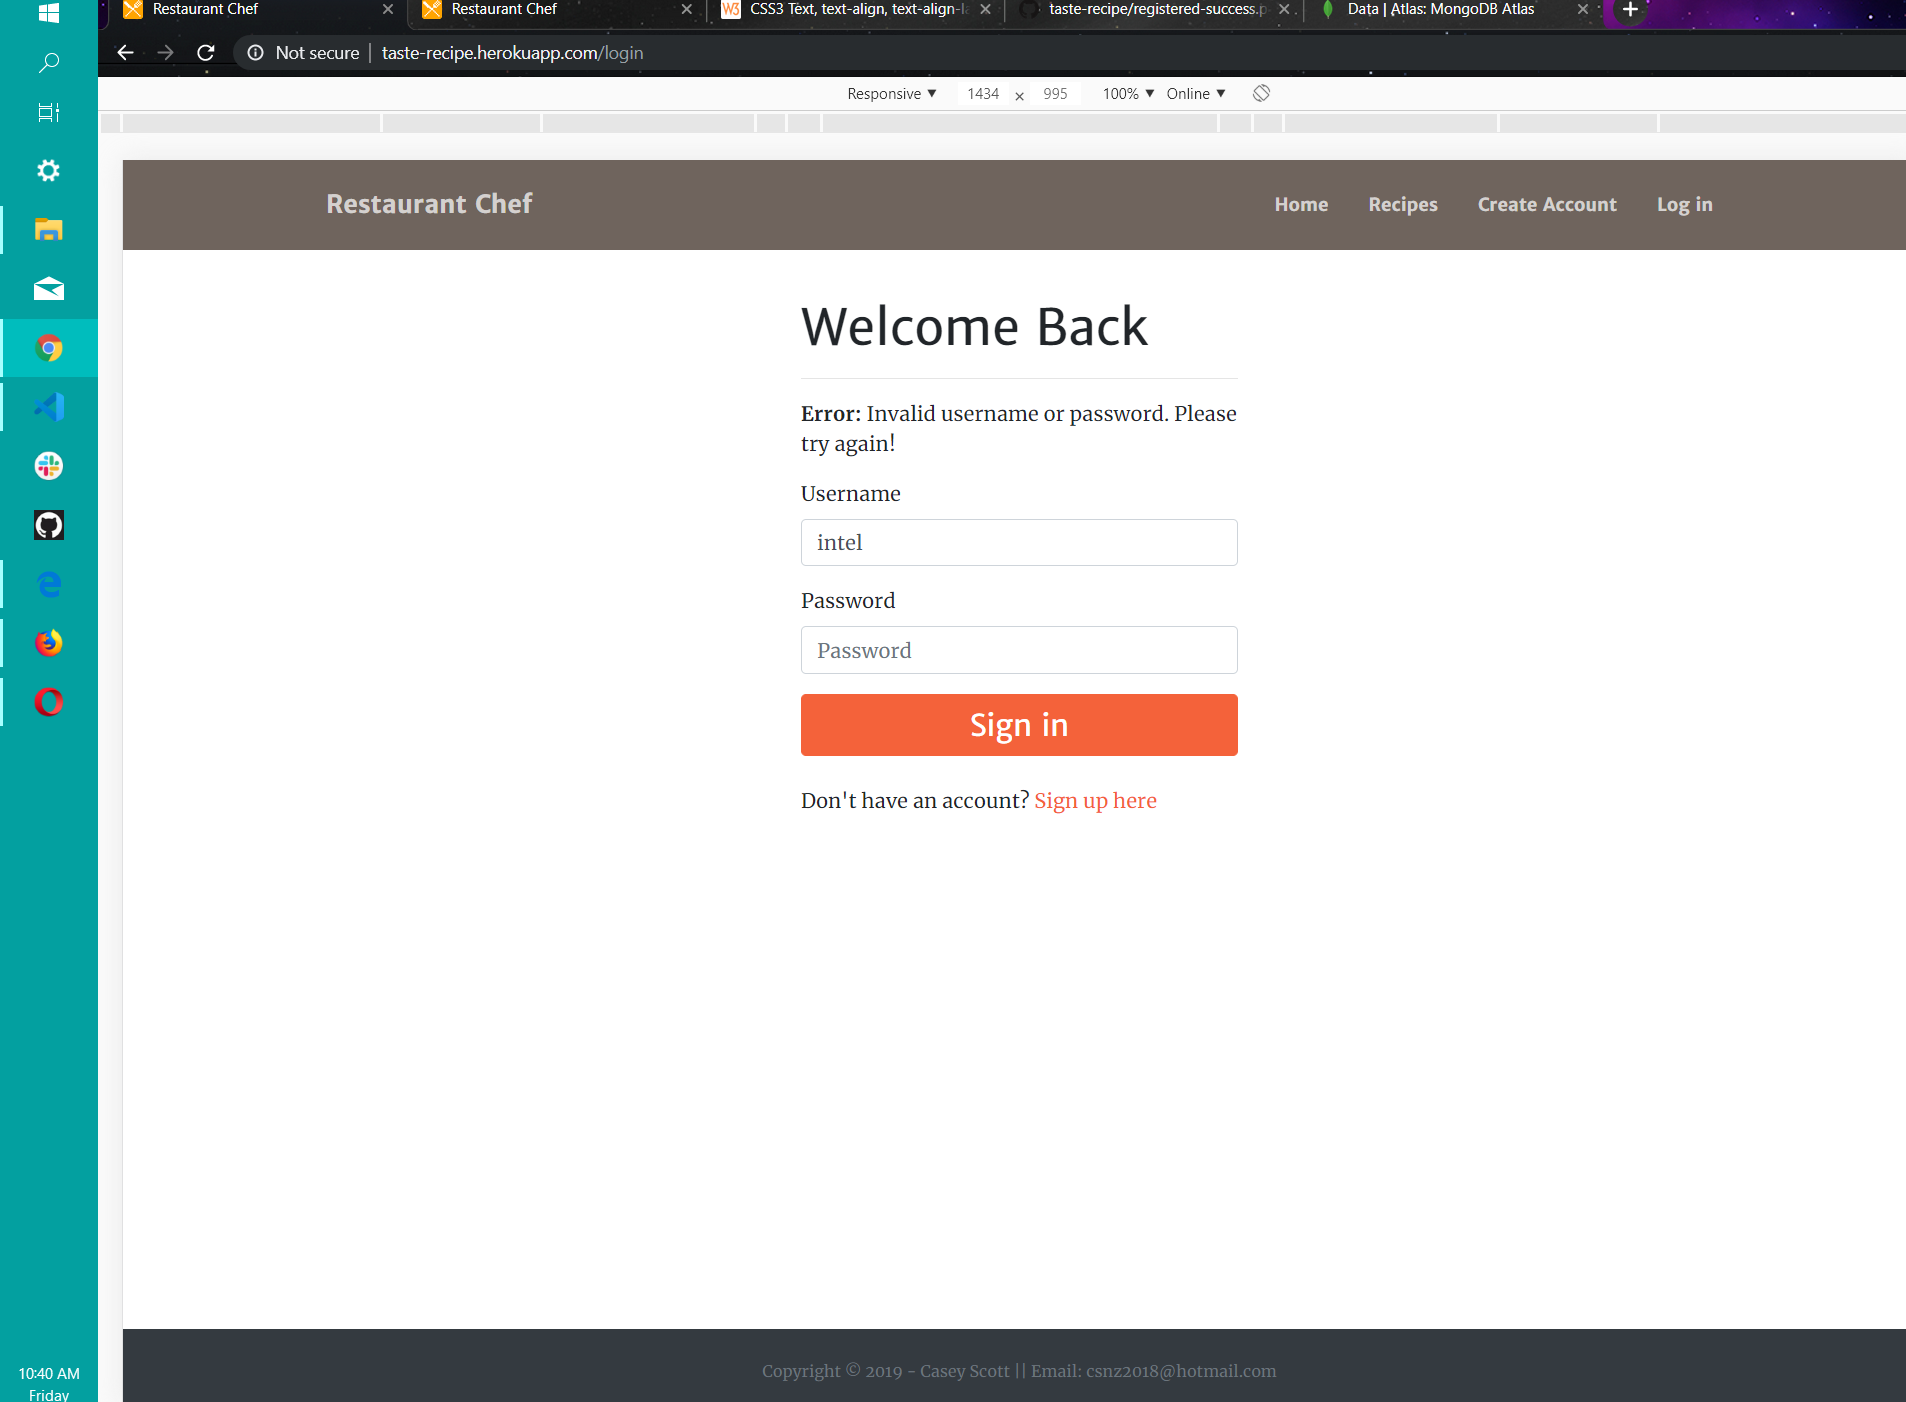 Restaurant Chef
Restaurant Chef
CSS3 Text, text-align, text-align-la
taste-recipe/registered-success.p
Data | Atlas: MongoDB Atlas
Not secure | taste-recipe.herokuapp.com/login
Responsive ▼ 1434 × 995 100% ▼ Online ▼
Restaurant Chef
Home Recipes Create Account Log in
Welcome Back
Error: Invalid username or password. Please
try again!
Username
intel
Password
Password
Sign in
Don't have an account? Sign up here
Copyright © 2019 - Casey Scott || Email: csnz2018@hotmail.com
10:40 AM
Friday